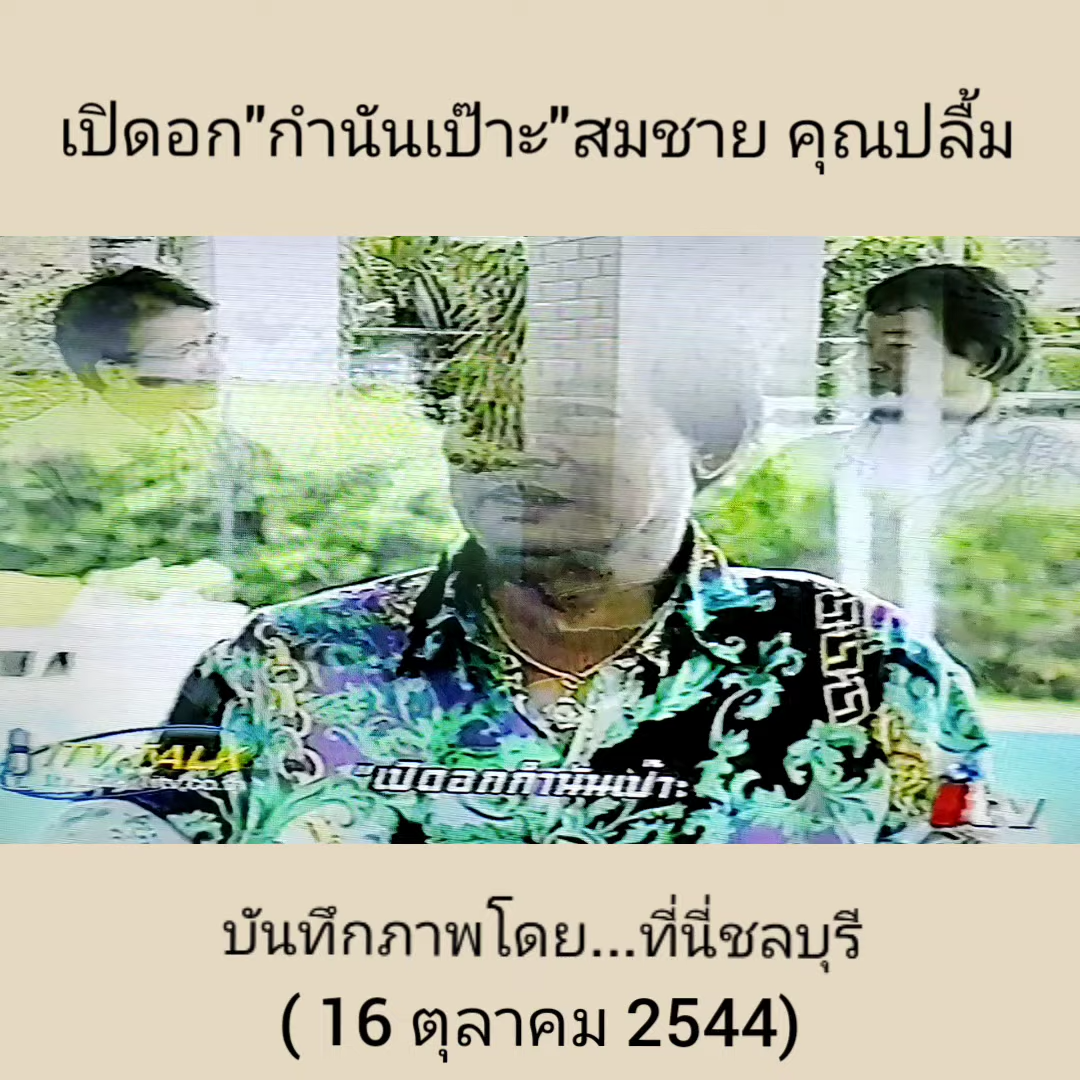 เปิดอก"กำนันเป๊าะ"สมชาย คุณปลื้ม
ITV TALK
"เปิดอกกำนันเป๊าะ
itv
บันทึกภาพโดย...ที่นี่ชลบุรี
( 16 ตุลาคม 2544)